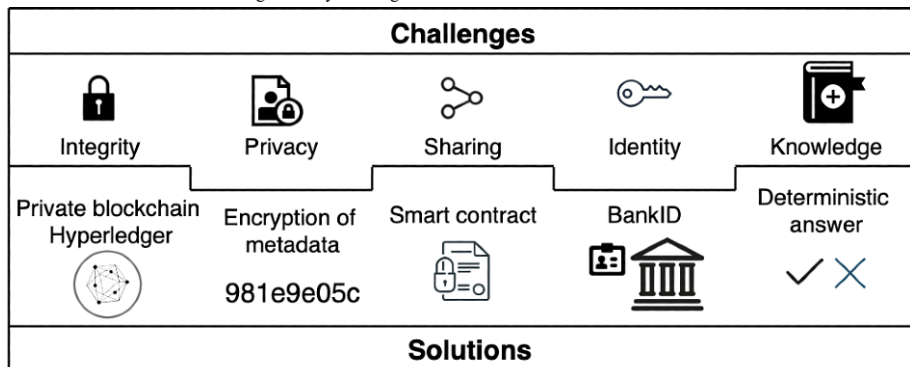 Challenges
Integrity
Privacy
Sharing
Identity
Knowledge
Private blockchain
Hyperledger
Encryption of
metadata
981e9e05c
Smart contract
BankID
Deterministic
answer
Solutions